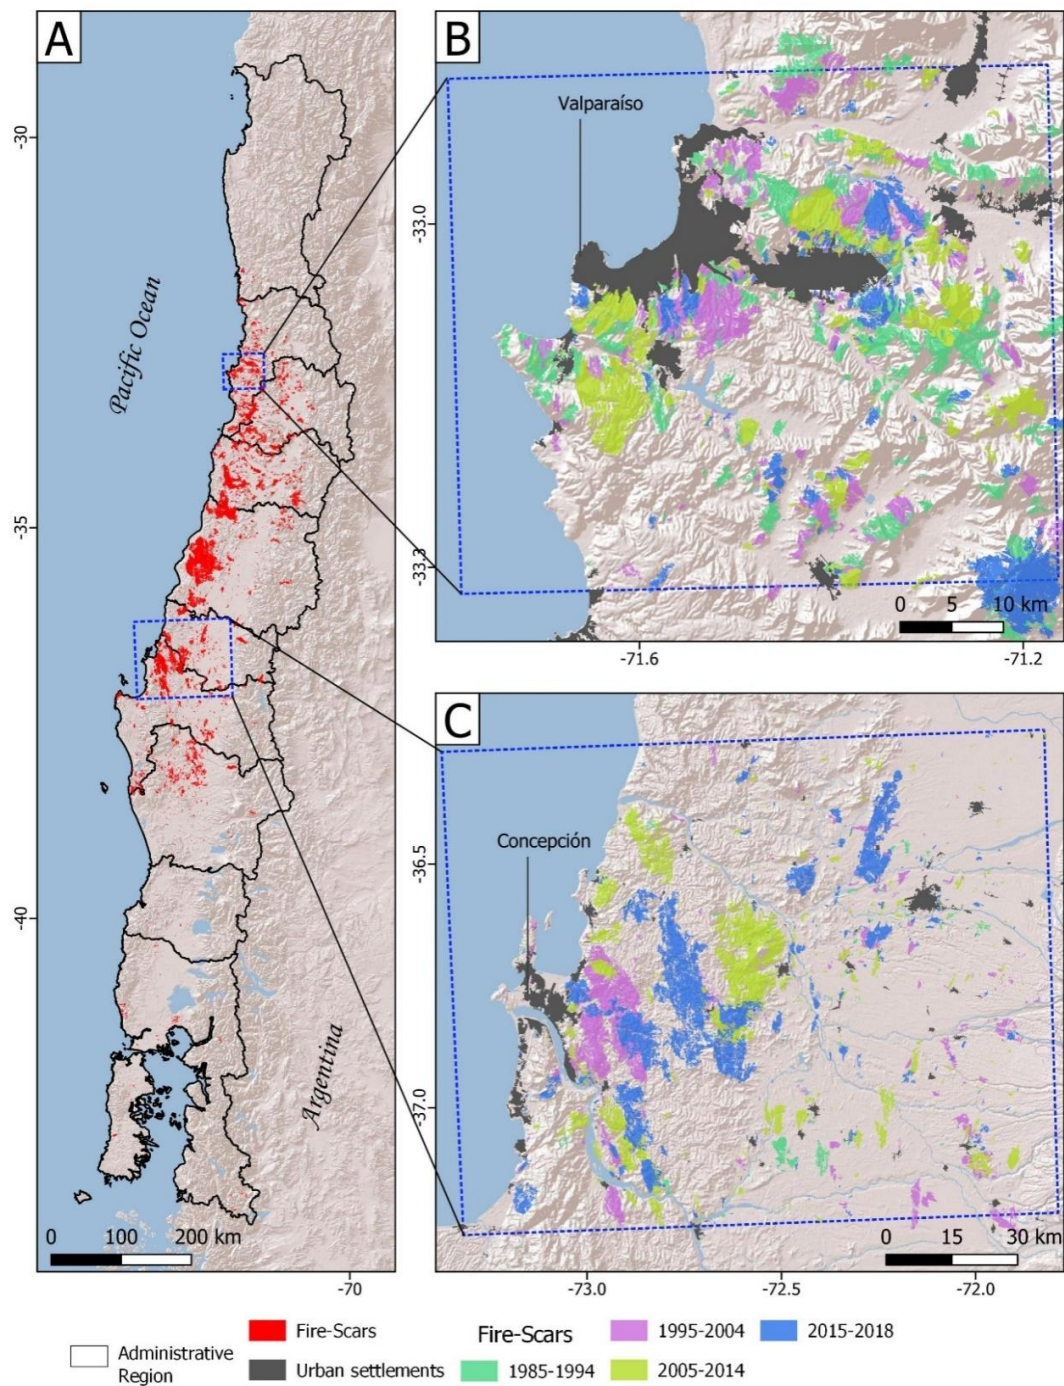 A
-30
-35
-40
-70
Pacific Ocean
Argentina
0 100 200 km
B
Valparaíso
-33.0
-33.3
0 5 10 km
-71.6
-71.2
C
Concepción
-36.5
-37.0
0 15 30 km
-73.0
-72.5
-72.0
Administrative
Region
Fire-Scars
Urban settlements
Fire-Scars
1985-1994
1995-2004
2005-2014
2015-2018